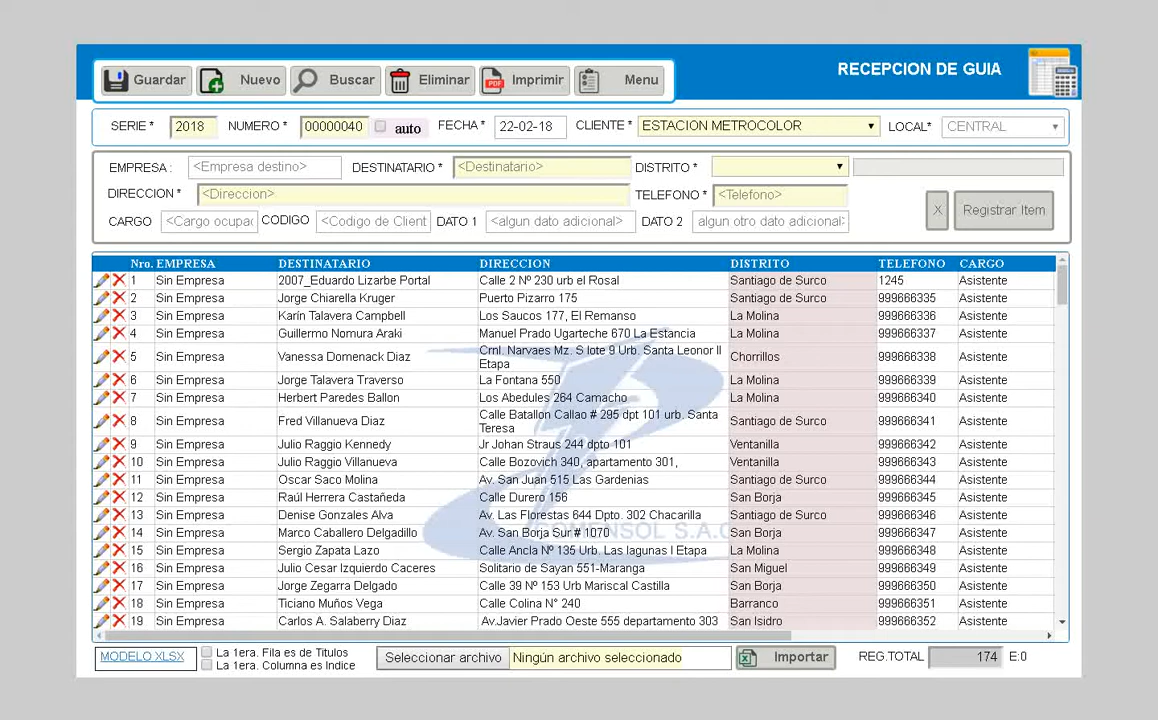 Guardar Nuevo Buscar Eliminar Imprimir Menu RECEPCION DE GUIA
SERIE * 2018 NUMERO * 00000040 auto FECHA * 22-02-18 CLIENTE * ESTACION METROCOLOR LOCAL* CENTRAL
EMPRESA : <Empresa destino> DESTINATARIO * <Destinatario> DISTRITO *
DIRECCION * <Direccion> TELEFONO * <Telefono>
CARGO <Cargo ocupac CODIGO <Codigo de Client DATO 1 <algun dato adicional> DATO 2 algun otro dato adicional> X Registrar Item
Nro. EMPRESA DESTINATARIO DIRECCION DISTRITO TELEFONO CARGO
1 Sin Empresa 2007_Eduardo Lizarbe Portal Calle 2 Nº 230 urb el Rosal Santiago de Surco 1245 Asistente
2 Sin Empresa Jorge Chiarella Kruger Puerto Pizarro 175 Santiago de Surco 999666335 Asistente
3 Sin Empresa Karín Talavera Campbell Los Saucos 177, El Remanso La Molina 999666336 Asistente
4 Sin Empresa Guillermo Nomura Araki Manuel Prado Ugarteche 670 La Estancia La Molina 999666337 Asistente
5 Sin Empresa Vanessa Domenack Diaz Crnl. Narvaes Mz. S lote 9 Urb. Santa Leonor II Etapa Chorrillos 999666338 Asistente
6 Sin Empresa Jorge Talavera Traverso La Fontana 550 La Molina 999666339 Asistente
7 Sin Empresa Herbert Paredes Ballon Los Abedules 264 Camacho La Molina 999666340 Asistente
8 Sin Empresa Fred Villanueva Diaz Calle Batallon Callao # 295 dpt 101 urb. Santa Teresa Santiago de Surco 999666341 Asistente
9 Sin Empresa Julio Raggio Kennedy Jr Johan Straus 244 dpto 101 Ventanilla 999666342 Asistente
10 Sin Empresa Julio Raggio Villanueva Calle Bozovich 340, apartamento 301, Ventanilla 999666343 Asistente
11 Sin Empresa Oscar Saco Molina Av. San Juan 515 Las Gardenias Santiago de Surco 999666344 Asistente
12 Sin Empresa Raúl Herrera Castañeda Calle Durero 156 San Borja 999666345 Asistente
13 Sin Empresa Denise Gonzales Alva Av. Las Florestas 644 Dpto. 302 Chacarilla Santiago de Surco 999666346 Asistente
14 Sin Empresa Marco Caballero Delgadillo Av. San Borja Sur # 1070 San Borja 999666347 Asistente
15 Sin Empresa Sergio Zapata Lazo Calle Ancla Nº 135 Urb. Las lagunas I Etapa La Molina 999666348 Asistente
16 Sin Empresa Julio Cesar Izquierdo Caceres Solitario de Sayan 551-Maranga San Miguel 999666349 Asistente
17 Sin Empresa Jorge Zegarra Delgado Calle 39 Nº 153 Urb Mariscal Castilla San Borja 999666350 Asistente
18 Sin Empresa Ticiano Muños Vega Calle Colina N° 240 Barranco 999666351 Asistente
19 Sin Empresa Carlos A. Salaberry Diaz Av.Javier Prado Oeste 555 departamento 303 San Isidro 999666352 Asistente
MODELO XLSX La 1era. Fila es de Titulos
La 1era. Columna es Indice
Seleccionar archivo Ningún archivo seleccionado Importar REG.TOTAL 174 E:0